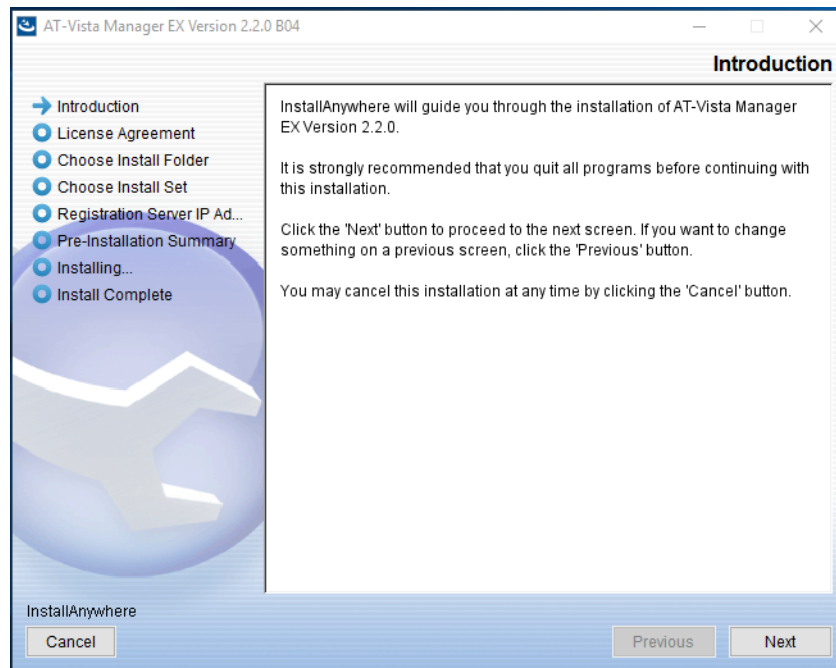 AT-Vista Manager EX Version 2.2.0 B04
Introduction
Introduction
License Agreement
Choose Install Folder
Choose Install Set
Registration Server IP Ad...
Pre-Installation Summary
Installing...
Install Complete
InstallAnywhere will guide you through the installation of AT-Vista Manager
EX Version 2.2.0.
It is strongly recommended that you quit all programs before continuing with
this installation.
Click the 'Next' button to proceed to the next screen. If you want to change
something on a previous screen, click the 'Previous' button.
You may cancel this installation at any time by clicking the 'Cancel' button.
InstallAnywhere
Cancel
Previous
Next